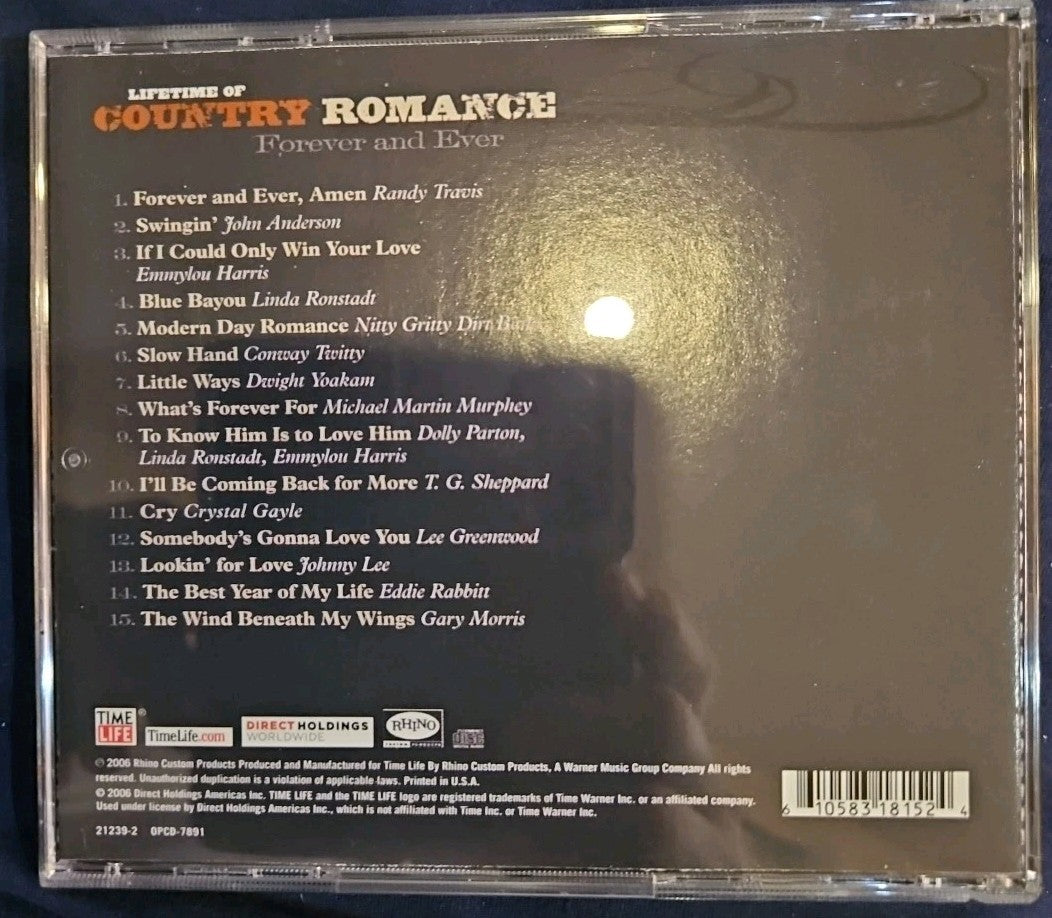 LIFETIME OF
COUNTRY ROMANCE
Forever and Ever
1. Forever and Ever, Amen Randy Travis
2. Swingin' John Anderson
3. If I Could Only Win Your Love
Emmylou Harris
4. Blue Bayou Linda Ronstadt
5. Modern Day Romance Nitty Gritty Dirt Band
6. Slow Hand Conway Twitty
7. Little Ways Dwight Yoakam
8. What's Forever For Michael Martin Murphey
9. To Know Him Is to Love Him Dolly Parton,
Linda Ronstadt, Emmylou Harris
10. I'll Be Coming Back for More T. G. Sheppard
11. Cry Crystal Gayle
12. Somebody's Gonna Love You Lee Greenwood
13. Lookin' for Love Johnny Lee
14. The Best Year of My Life Eddie Rabbitt
15. The Wind Beneath My Wings Gary Morris
TIME LIFE ® TimeLife.com DIRECT HOLDINGS WORLDWIDE RHINO DISC
℗ 2006 Rhino Custom Products Produced and Manufactured for Time Life By Rhino Custom Products, A Warner Music Group Company All rights
reserved. Unauthorized duplication is a violation of applicable laws. Printed in U.S.A.
© 2006 Direct Holdings Americas Inc. TIME LIFE and the TIME LIFE logo are registered trademarks of Time Warner Inc. or an affiliated company.
Used under license by Direct Holdings Americas Inc., which is not affiliated with Time Inc. or Time Warner Inc.
21239-2 OPCD-7891
6 10583 18152 4